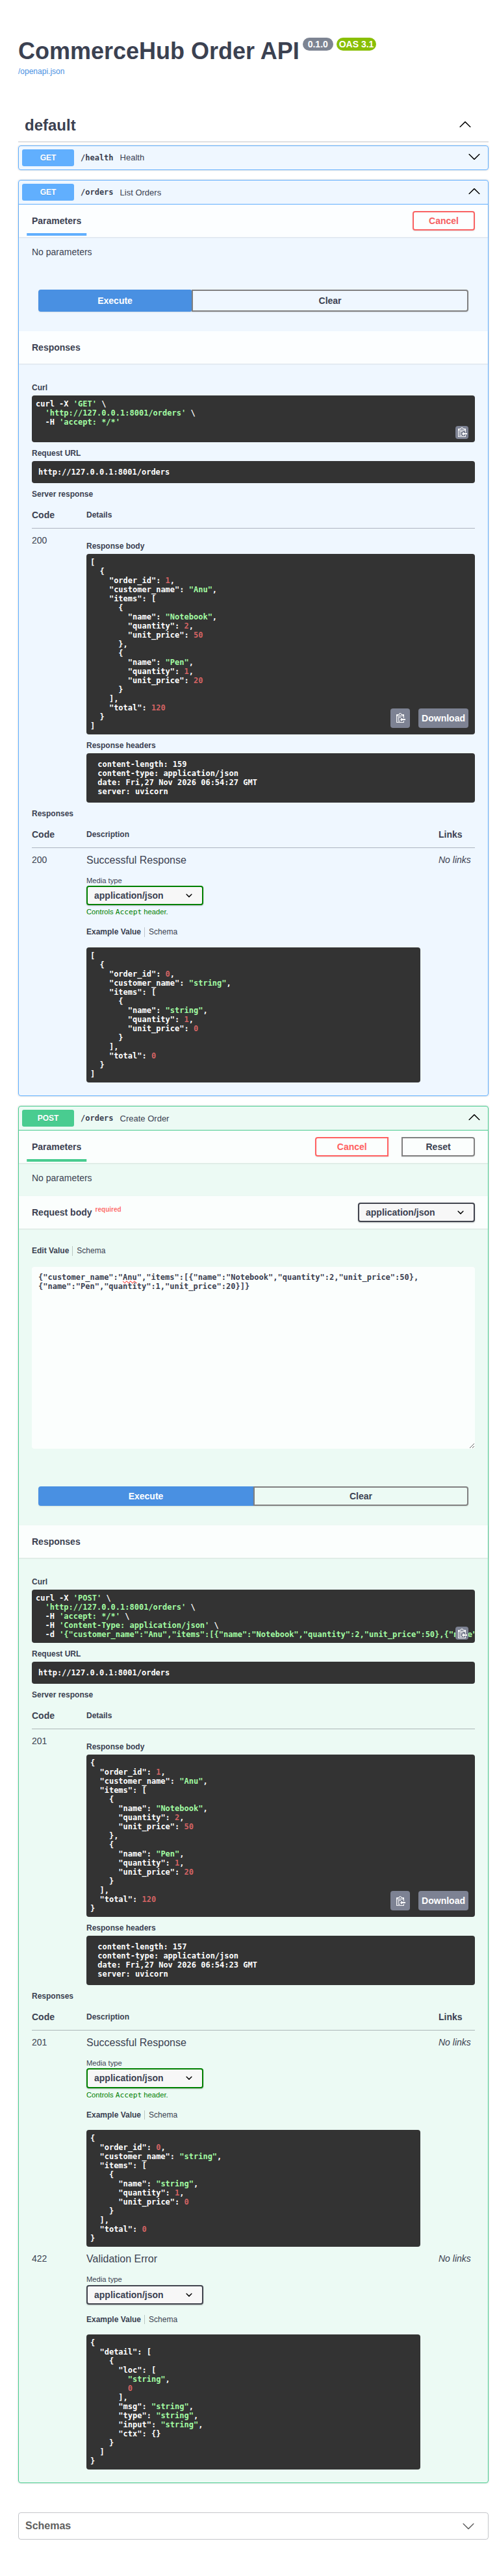 CommerceHub Order API 0.1.0 OAS 3.1
/openapi.json
default
GET /health Health
GET /orders List Orders
Parameters Cancel
No parameters
Execute Clear
Responses
Curl
curl -X 'GET' \
  'http://127.0.0.1:8001/orders' \
  -H 'accept: */*'
Request URL
http://127.0.0.1:8001/orders
Server response
Code Details
200
Response body
[
  {
    "order_id": 1,
    "customer_name": "Anu",
    "items": [
      {
        "name": "Notebook",
        "quantity": 2,
        "unit_price": 50
      },
      {
        "name": "Pen",
        "quantity": 1,
        "unit_price": 20
      }
    ],
    "total": 120
  }
]
Download
Response headers
content-length: 159
content-type: application/json
date: Fri,27 Nov 2026 06:54:27 GMT
server: uvicorn
Responses
Code Description Links
200 Successful Response No links
Media type
application/json
Controls Accept header.
Example Value Schema
[
  {
    "order_id": 0,
    "customer_name": "string",
    "items": [
      {
        "name": "string",
        "quantity": 1,
        "unit_price": 0
      }
    ],
    "total": 0
  }
]
POST /orders Create Order
Parameters Cancel Reset
No parameters
Request body required application/json
Edit Value Schema
{"customer_name":"Anu","items":[{"name":"Notebook","quantity":2,"unit_price":50},
{"name":"Pen","quantity":1,"unit_price":20}]}
Execute Clear
Responses
Curl
curl -X 'POST' \
  'http://127.0.0.1:8001/orders' \
  -H 'accept: */*' \
  -H 'Content-Type: application/json' \
  -d '{"customer_name":"Anu","items":[{"name":"Notebook","quantity":2,"unit_price":50},{"
Request URL
http://127.0.0.1:8001/orders
Server response
Code Details
201
Response body
{
  "order_id": 1,
  "customer_name": "Anu",
  "items": [
    {
      "name": "Notebook",
      "quantity": 2,
      "unit_price": 50
    },
    {
      "name": "Pen",
      "quantity": 1,
      "unit_price": 20
    }
  ],
  "total": 120
}
Download
Response headers
content-length: 157
content-type: application/json
date: Fri,27 Nov 2026 06:54:23 GMT
server: uvicorn
Responses
Code Description Links
201 Successful Response No links
Media type
application/json
Controls Accept header.
Example Value Schema
{
  "order_id": 0,
  "customer_name": "string",
  "items": [
    {
      "name": "string",
      "quantity": 1,
      "unit_price": 0
    }
  ],
  "total": 0
}
422 Validation Error No links
Media type
application/json
Example Value Schema
{
  "detail": [
    {
      "loc": [
        "string",
        0
      ],
      "msg": "string",
      "type": "string",
      "input": "string",
      "ctx": {}
    }
  ]
}
Schemas